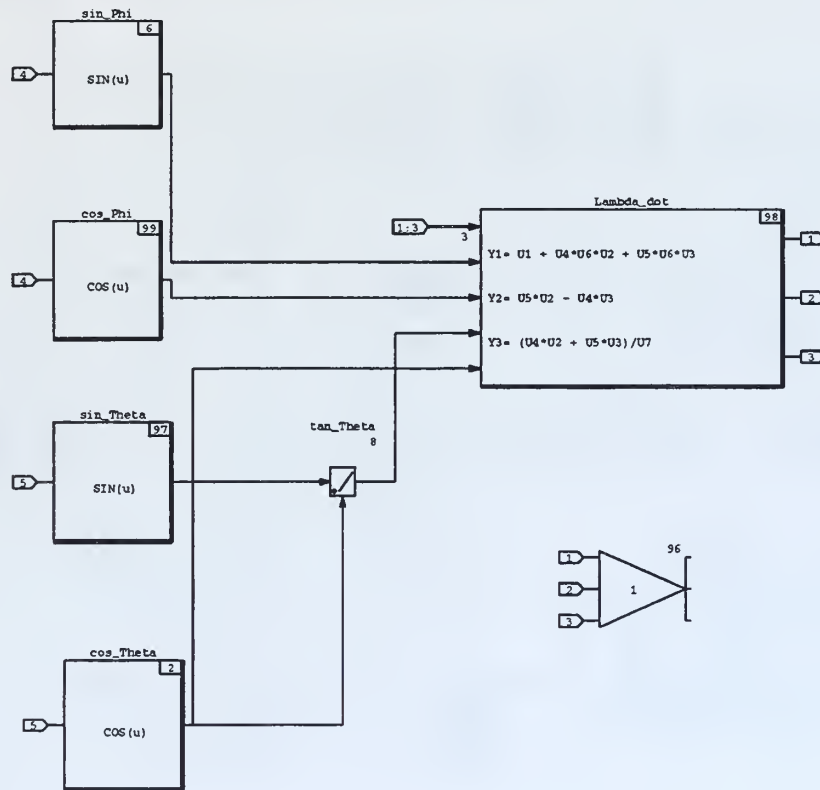 sin_Phi
6
4
SIN(u)
cos_Phi
99
4
COS(u)
Lambda_dot
98
1:3
3
Y1= U1 + U4*U6*U2 + U5*U6*U3
Y2= U5*U2 - U4*U3
Y3= (U4*U2 + U5*U3)/U7
1
2
3
sin_Theta
97
5
SIN(u)
tan_Theta
8
96
1
2
3
1
cos_Theta
2
5
COS(u)